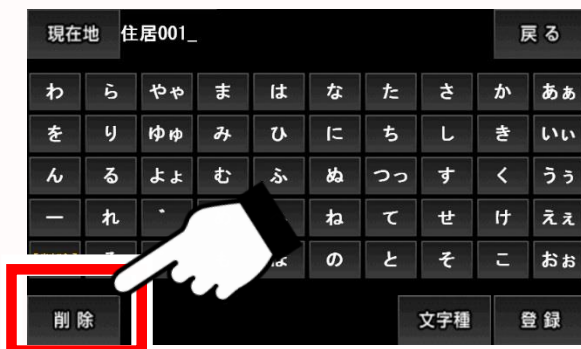 現在地 住居001_ 戻る
わ ら やゃ ま は な た さ か あぁ
を り ゆゅ み ひ に ち し き いぃ
ん る よょ む ふ ぬ つっ す く うぅ
ー れ ゛ ね て せ け えぇ
の と そ こ おぉ
削除 文字種 登録